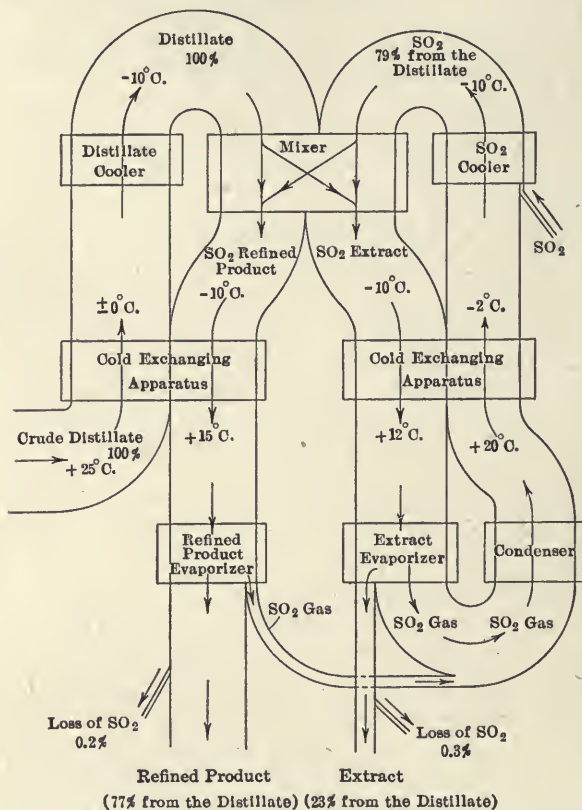 Distillate
100%
-10°C.
SO2
79% from the
Distillate
-10°C.
Distillate
Cooler
Mixer
SO2
Cooler
SO2 Refined
Product
-10°C.
SO2 Extract
-10°C.
SO2
±0°C.
-2°C.
Cold Exchanging
Apparatus
Cold Exchanging
Apparatus
Crude Distillate
100%
+25°C.
+15°C.
+12°C.
+20°C.
Refined
Product
Evaporizer
Extract
Evaporizer
Condenser
SO2 Gas
SO2 Gas
SO2 Gas
Loss of SO2
0.2%
Loss of SO2
0.3%
Refined Product
(77% from the Distillate)
Extract
(23% from the Distillate)